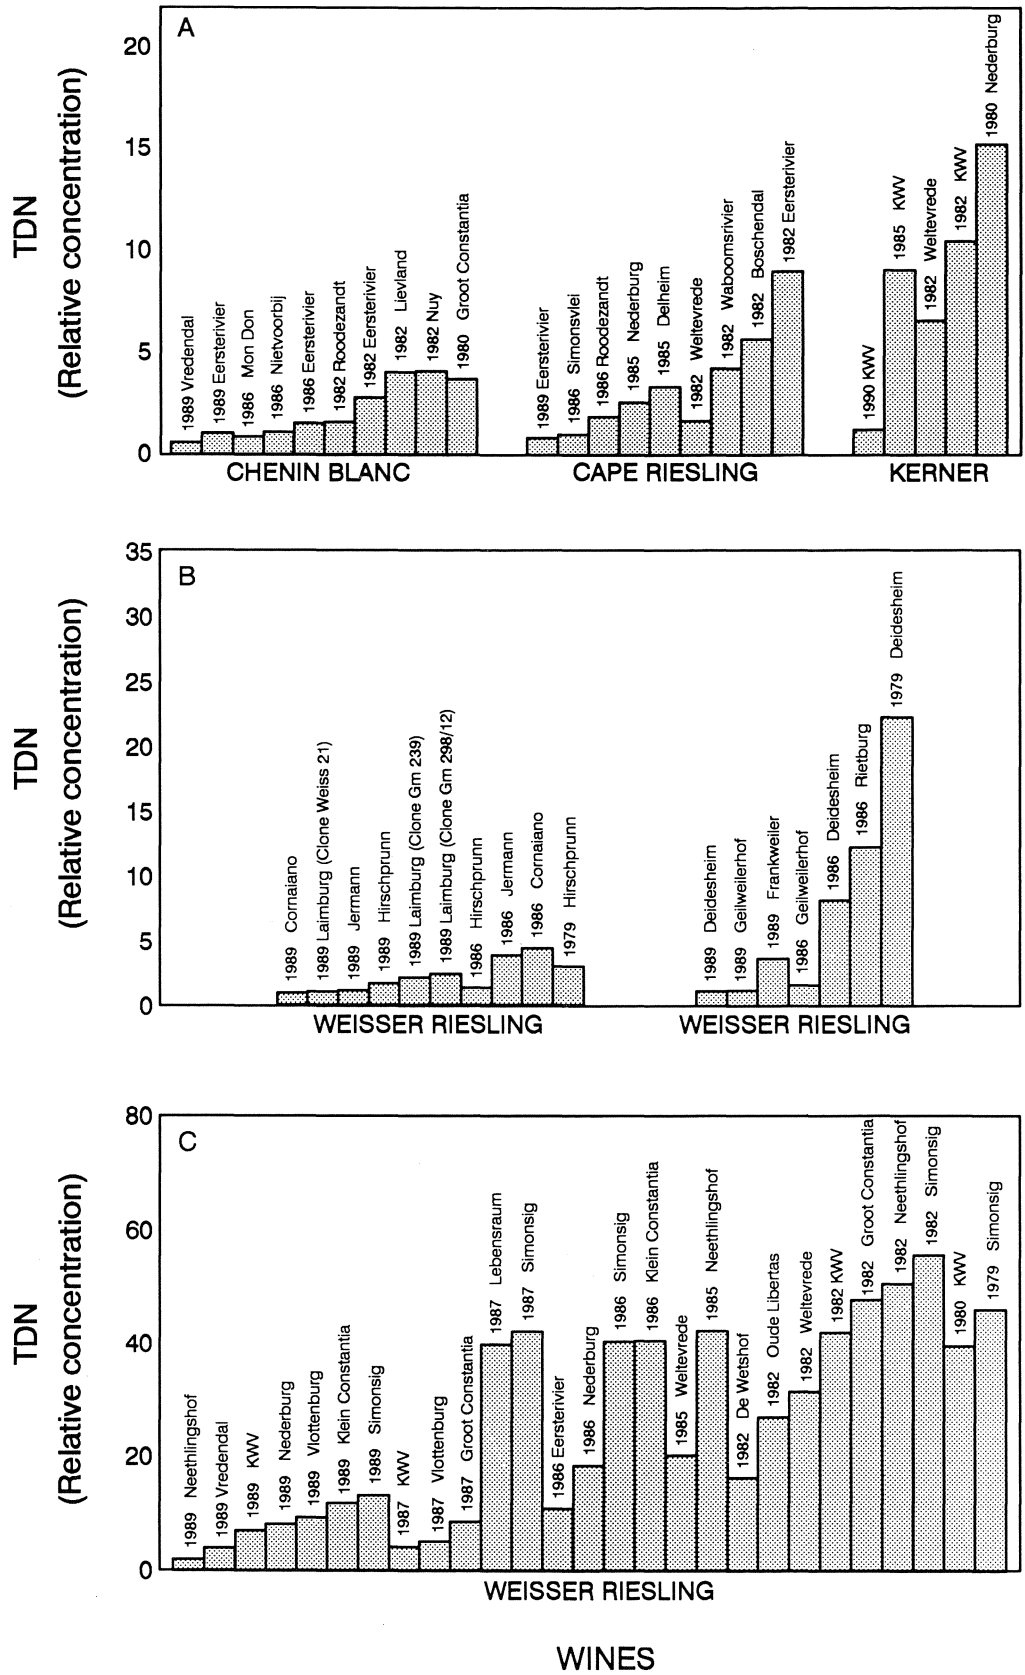 A
TDN
(Relative concentration)
20
15
10
5
0
1989 Vredendal
1989 Eersterivier
1986 Mon Don
1986 Nietvoorbij
1986 Eersterivier
1982 Roodezandt
1982 Eersterivier
1982 Lievland
1982 Nuy
1980 Groot Constantia
1989 Eersterivier
1986 Simonsvlei
1986 Roodezandt
1985 Nederburg
1985 Delheim
1982 Weltevrede
1982 Waboomsrivier
1982 Boschendal
1982 Eersterivier
1990 KWV
1985 KWV
1982 Weltevrede
1982 KWV
1980 Nederburg
CHENIN BLANC
CAPE RIESLING
KERNER
B
TDN
(Relative concentration)
35
30
25
20
15
10
5
0
1989 Cornaiano
1989 Laimburg (Clone Weiss 21)
1989 Jermann
1989 Hirschprunn
1989 Laimburg (Clone Gm 239)
1989 Laimburg (Clone Gm 298/12)
1986 Hirschprunn
1986 Jermann
1986 Cornaiano
1979 Hirschprunn
1989 Deidesheim
1989 Geilweilerhof
1989 Frankweiler
1986 Geilweilerhof
1986 Deidesheim
1986 Rietburg
1979 Deidesheim
WEISSER RIESLING
WEISSER RIESLING
C
TDN
(Relative concentration)
80
60
40
20
0
1989 Neethlingshof
1989 Vredendal
1989 KWV
1989 Nederburg
1989 Vlottenburg
1989 Klein Constantia
1989 Simonsig
1987 KWV
1987 Vlottenburg
1987 Groot Constantia
1987 Lebensraum
1987 Simonsig
1986 Eersterivier
1986 Nederburg
1986 Simonsig
1986 Klein Constantia
1985 Weltevrede
1985 Neethlingshof
1982 De Wetshof
1982 Oude Libertas
1982 Weltevrede
1982 KWV
1982 Groot Constantia
1982 Neethlingshof
1982 Simonsig
1980 KWV
1979 Simonsig
WEISSER RIESLING
WINES